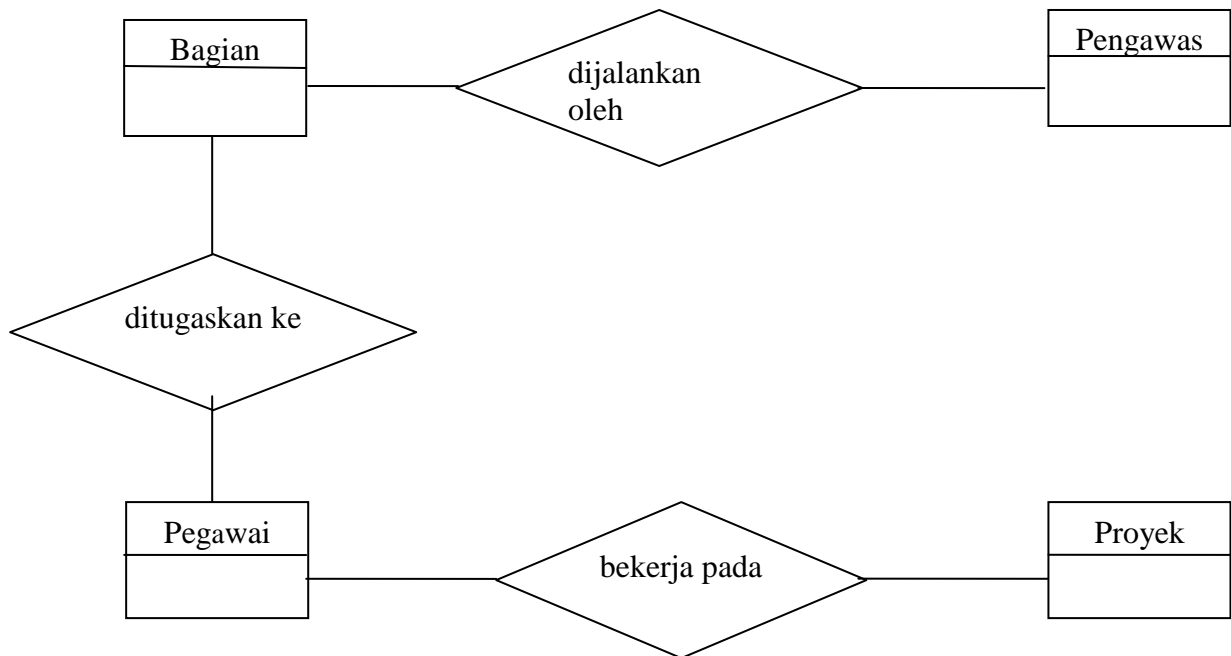 Bagian
dijalankan
oleh
Pengawas
ditugaskan ke
Pegawai
bekerja pada
Proyek